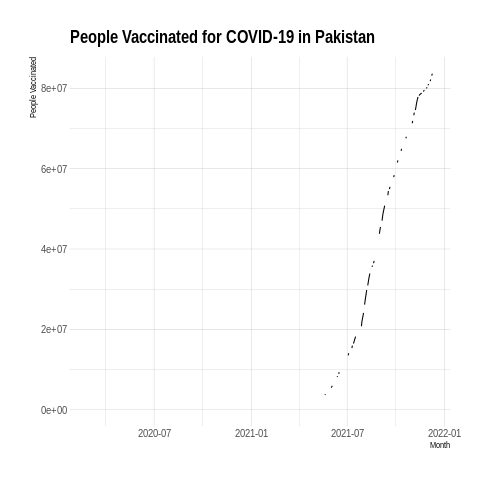 People Vaccinated for COVID-19 in Pakistan
People Vaccinated
8e+07
6e+07
4e+07
2e+07
0e+00
2020-07 2021-01 2021-07 2022-01
Month